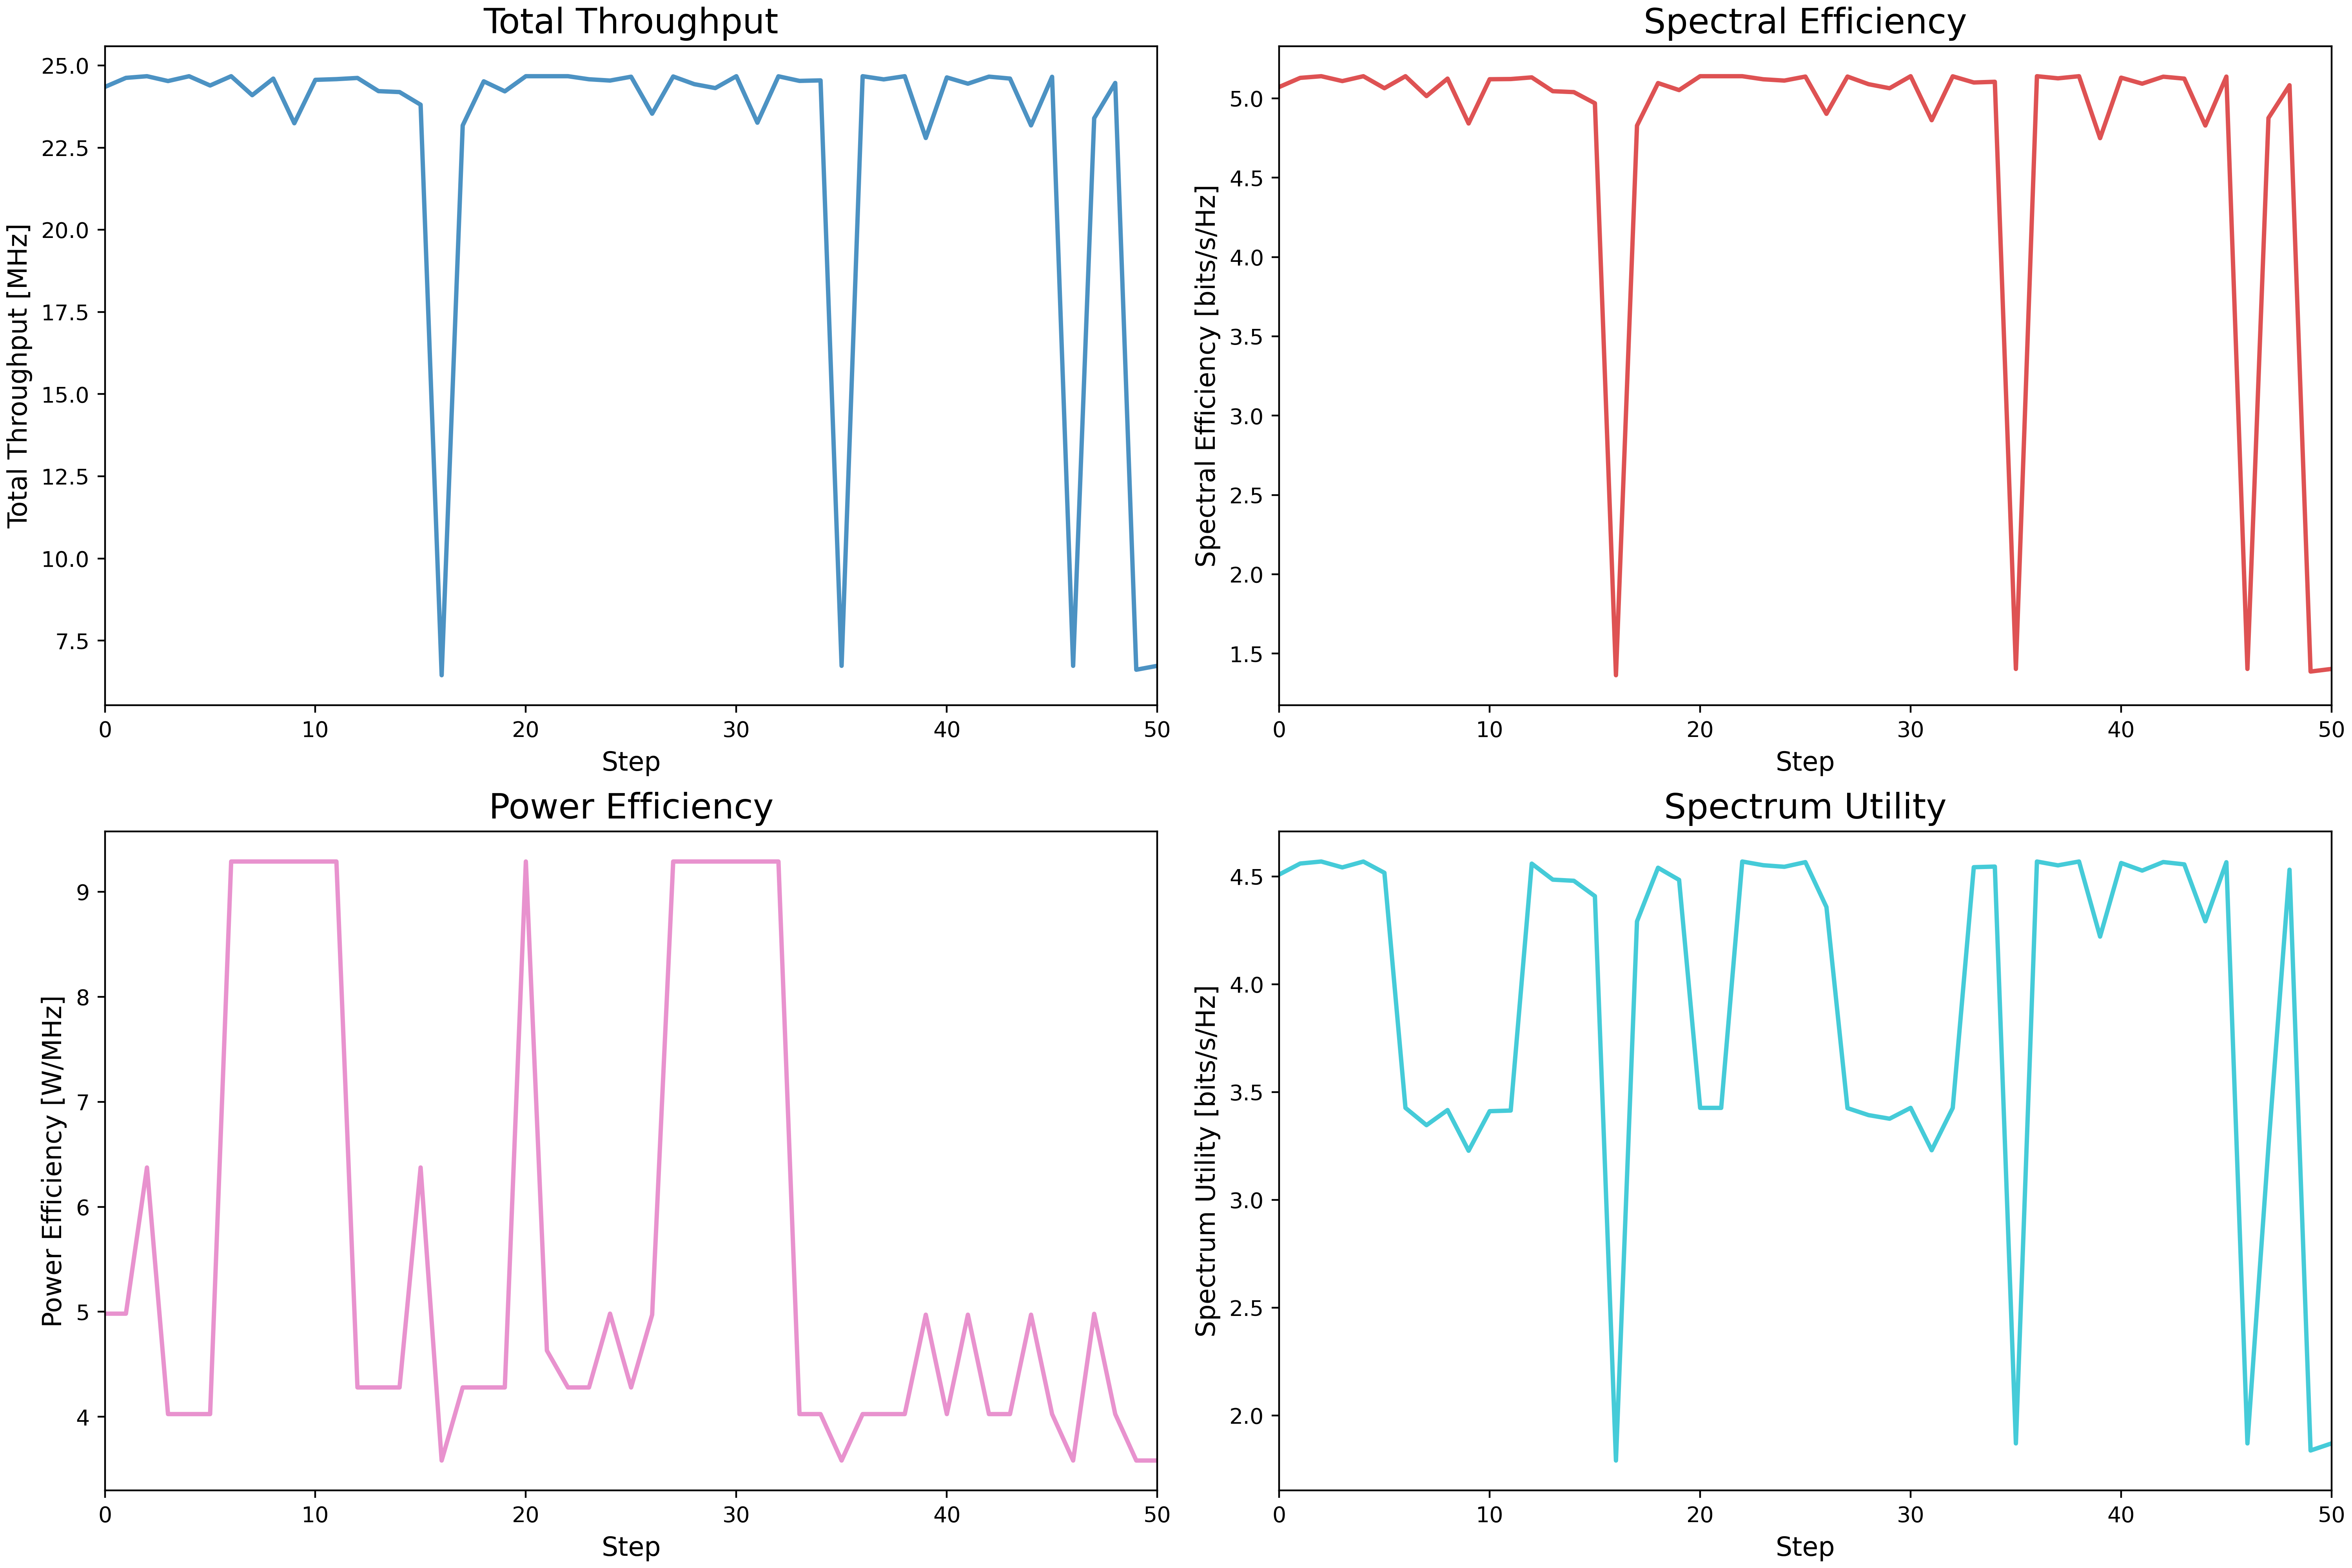 Total Throughput
Total Throughput [MHz]
25.0
22.5
20.0
17.5
15.0
12.5
10.0
7.5
0 10 20 30 40 50
Step
Spectral Efficiency
Spectral Efficiency [bits/s/Hz]
5.0
4.5
4.0
3.5
3.0
2.5
2.0
1.5
0 10 20 30 40 50
Step
Power Efficiency
Power Efficiency [W/MHz]
9
8
7
6
5
4
0 10 20 30 40 50
Step
Spectrum Utility
Spectrum Utility [bits/s/Hz]
4.5
4.0
3.5
3.0
2.5
2.0
0 10 20 30 40 50
Step